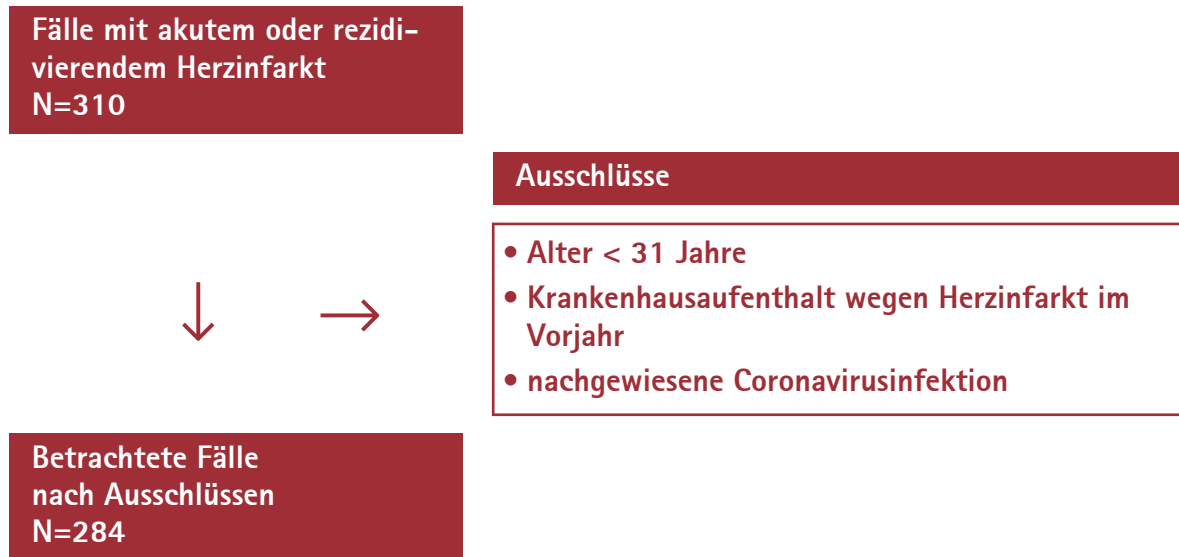 Fälle mit akutem oder rezidi-
vierendem Herzinfarkt
N=310
Ausschlüsse
• Alter < 31 Jahre
• Krankenhausaufenthalt wegen Herzinfarkt im
Vorjahr
• nachgewiesene Coronavirusinfektion
Betrachtete Fälle
nach Ausschlüssen
N=284